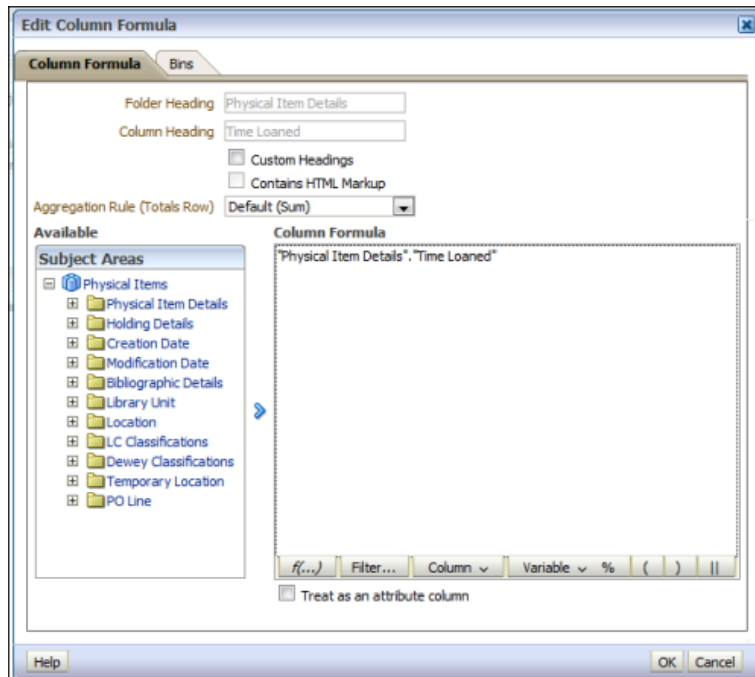 Edit Column Formula
Column Formula Bins
Folder Heading Physical Item Details
Column Heading Time Loaned
Custom Headings
Contains HTML Markup
Aggregation Rule (Totals Row) Default (Sum)
Available Column Formula
Subject Areas "Physical Item Details"."Time Loaned"
Physical Items
Physical Item Details
Holding Details
Creation Date
Modification Date
Bibliographic Details
Library Unit
Location
LC Classifications
Dewey Classifications
Temporary Location
PO Line
f(...) Filter... Column Variable % ( ) ||
Treat as an attribute column
Help OK Cancel